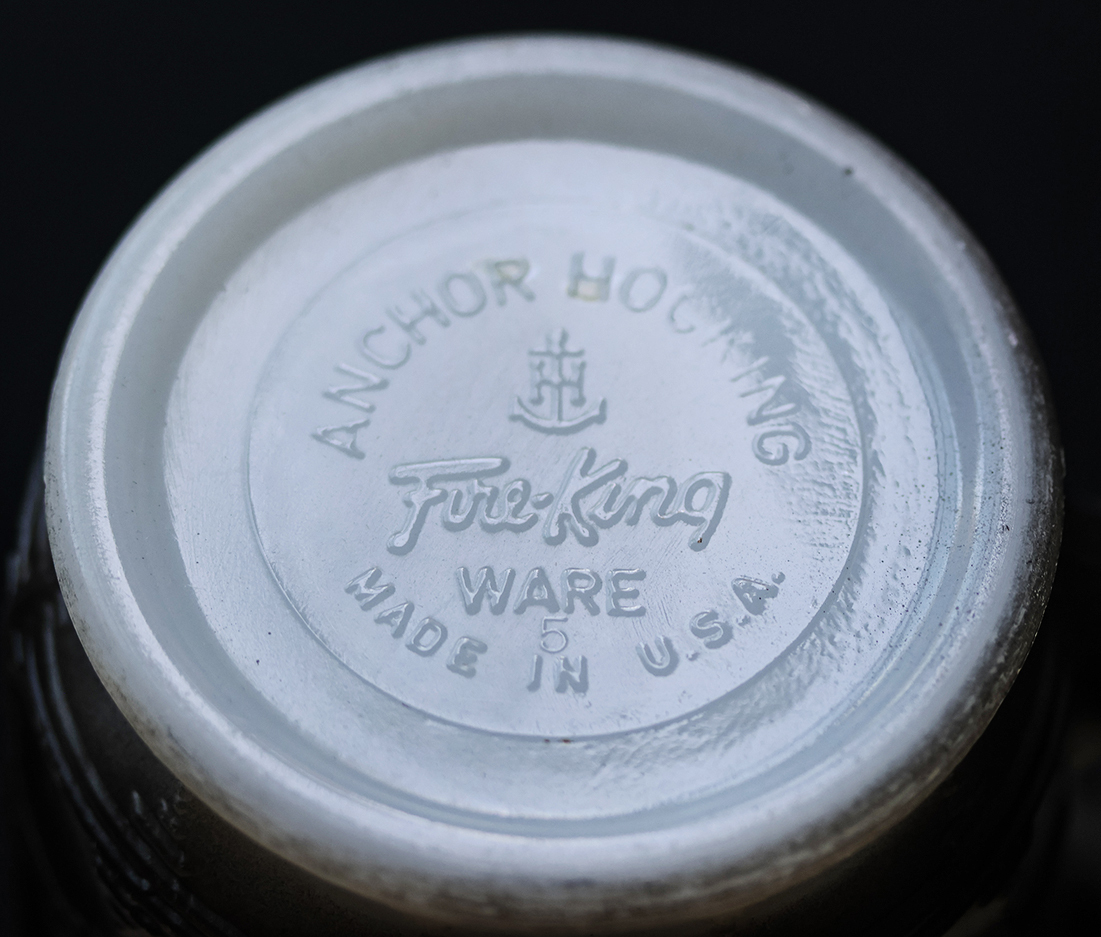 ANCHOR HOCKING
Fire-King
WARE
5
MADE IN U.S.A.